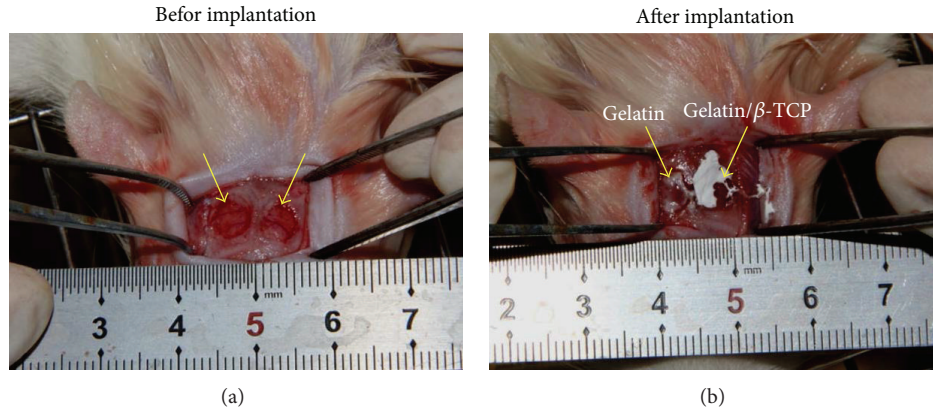 Befor implantation
After implantation
Gelatin
Gelatin/β-TCP
mm
3 4 5 6 7
mm
2 3 4 5 6 7
(a)
(b)